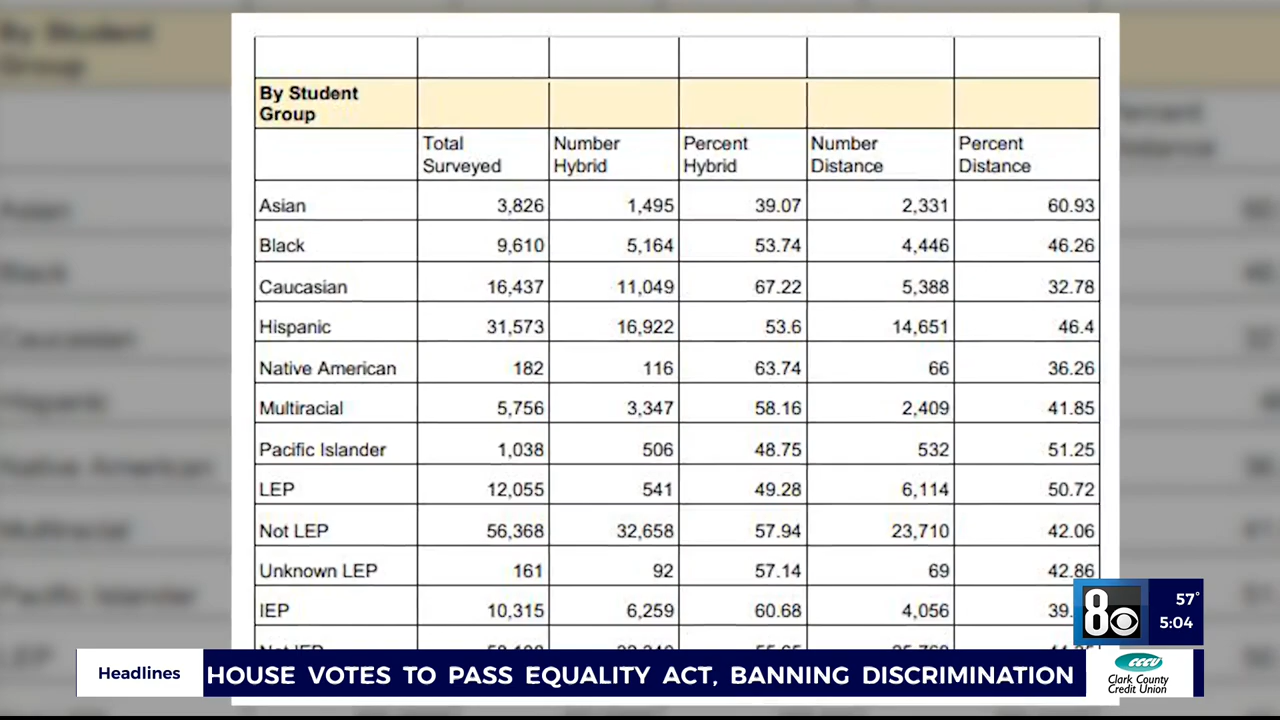 By Student
Group
Total Surveyed Number Hybrid Percent Hybrid Number Distance Percent Distance
Asian 3,826 1,495 39.07 2,331 60.93
Black 9,610 5,164 53.74 4,446 46.26
Caucasian 16,437 11,049 67.22 5,388 32.78
Hispanic 31,573 16,922 53.6 14,651 46.4
Native American 182 116 63.74 66 36.26
Multiracial 5,756 3,347 58.16 2,409 41.85
Pacific Islander 1,038 506 48.75 532 51.25
LEP 12,055 541 49.28 6,114 50.72
Not LEP 56,368 32,658 57.94 23,710 42.06
Unknown LEP 161 92 57.14 69 42.86
IEP 10,315 6,259 60.68 4,056 39.
8 57°
5:04
Headlines HOUSE VOTES TO PASS EQUALITY ACT, BANNING DISCRIMINATION
CCCU
Clark County
Credit Union